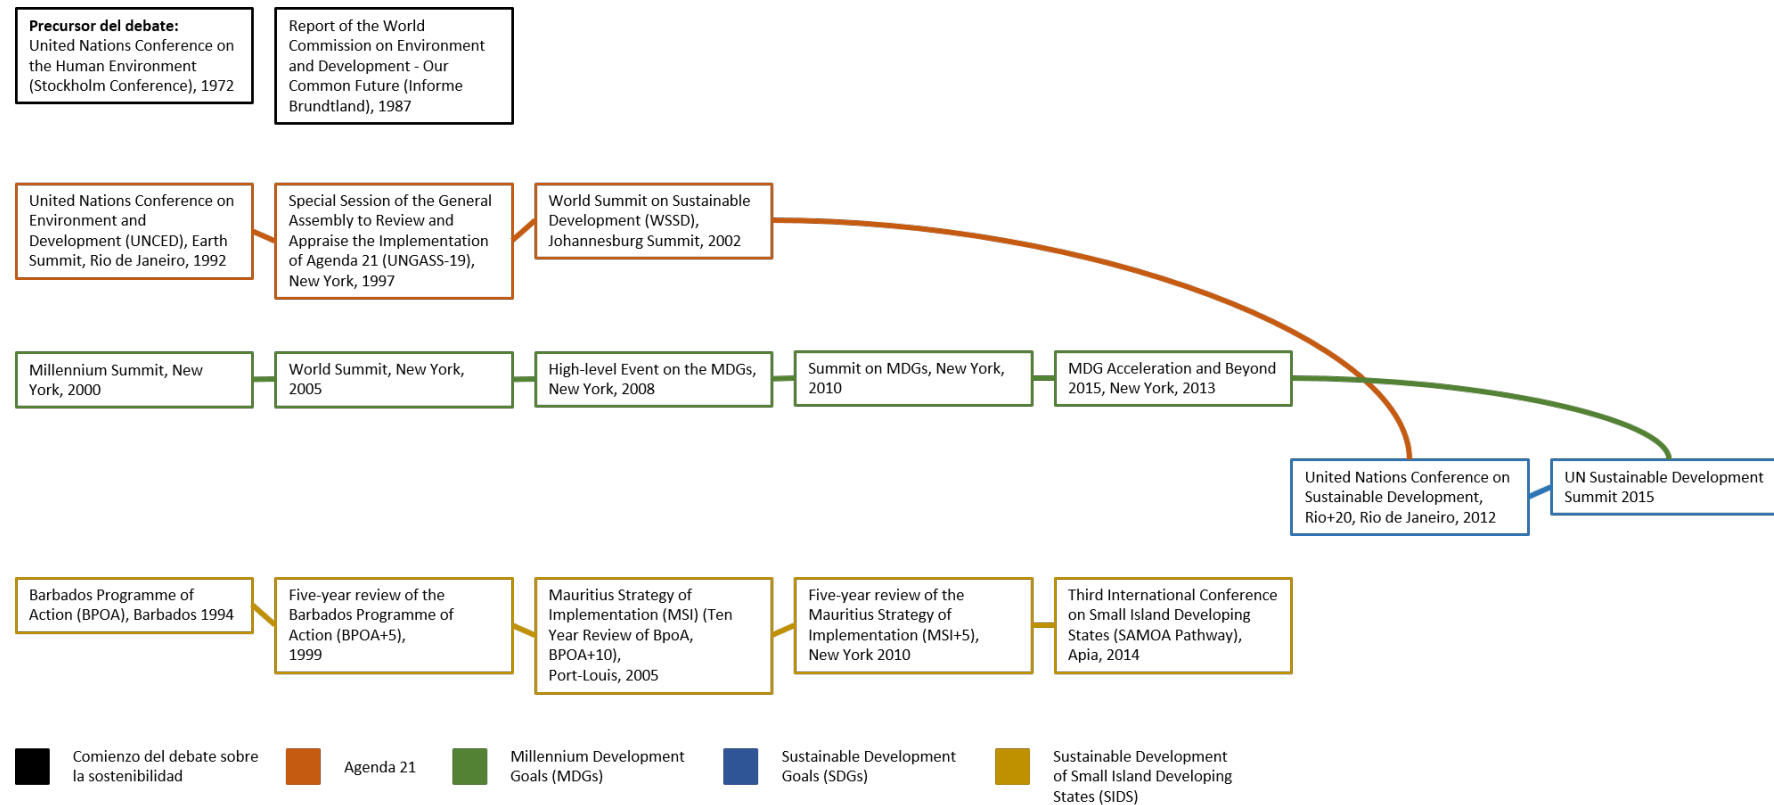 Precursor del debate:
United Nations Conference on
the Human Environment
(Stockholm Conference), 1972
Report of the World
Commission on Environment
and Development - Our
Common Future (Informe
Brundtland), 1987
United Nations Conference on
Environment and
Development (UNCED), Earth
Summit, Rio de Janeiro, 1992
Special Session of the General
Assembly to Review and
Appraise the Implementation
of Agenda 21 (UNGASS-19),
New York, 1997
World Summit on Sustainable
Development (WSSD),
Johannesburg Summit, 2002
Millennium Summit, New
York, 2000
World Summit, New York,
2005
High-level Event on the MDGs,
New York, 2008
Summit on MDGs, New York,
2010
MDG Acceleration and Beyond
2015, New York, 2013
United Nations Conference on
Sustainable Development,
Rio+20, Rio de Janeiro, 2012
UN Sustainable Development
Summit 2015
Barbados Programme of
Action (BPOA), Barbados 1994
Five-year review of the
Barbados Programme of
Action (BPOA+5),
1999
Mauritius Strategy of
Implementation (MSI) (Ten
Year Review of BpoA,
BPOA+10),
Port-Louis, 2005
Five-year review of the
Mauritius Strategy of
Implementation (MSI+5),
New York 2010
Third International Conference
on Small Island Developing
States (SAMOA Pathway),
Apia, 2014
Comienzo del debate sobre
la sostenibilidad
Agenda 21
Millennium Development
Goals (MDGs)
Sustainable Development
Goals (SDGs)
Sustainable Development
of Small Island Developing
States (SIDS)